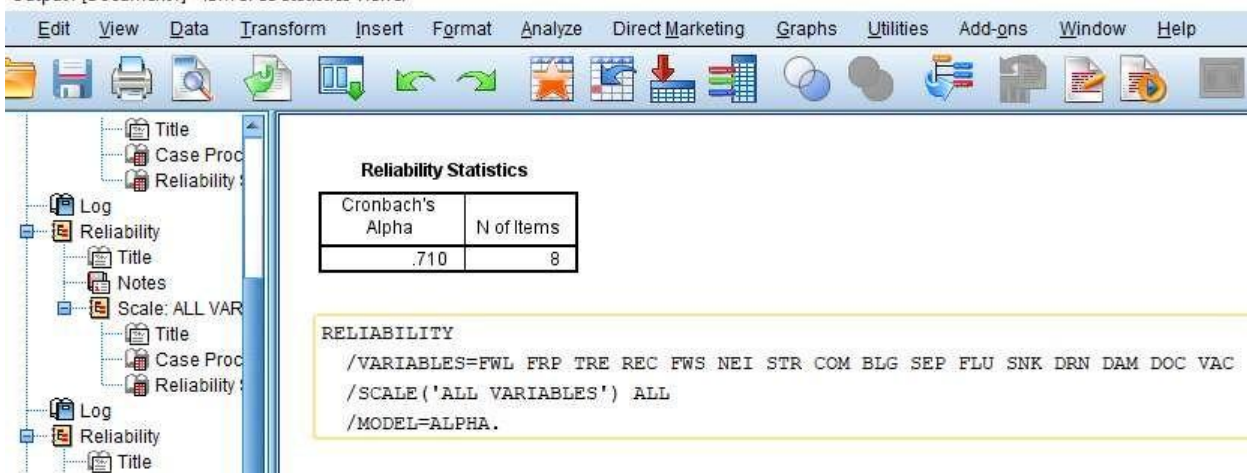 Edit View Data Transform Insert Format Analyze Direct Marketing Graphs Utilities Add-ons Window Help
Title
Case Proc
Reliability
Log
Reliability
Title
Notes
Scale: ALL VAR
Title
Case Proc
Reliability
Log
Reliability
Title
Reliability Statistics
Cronbach's
Alpha N of Items
.710 8
RELIABILITY
/VARIABLES=FWL FRP TRE REC FWS NEI STR COM BLG SEP FLU SNK DRN DAM DOC VAC
/SCALE('ALL VARIABLES') ALL
/MODEL=ALPHA.